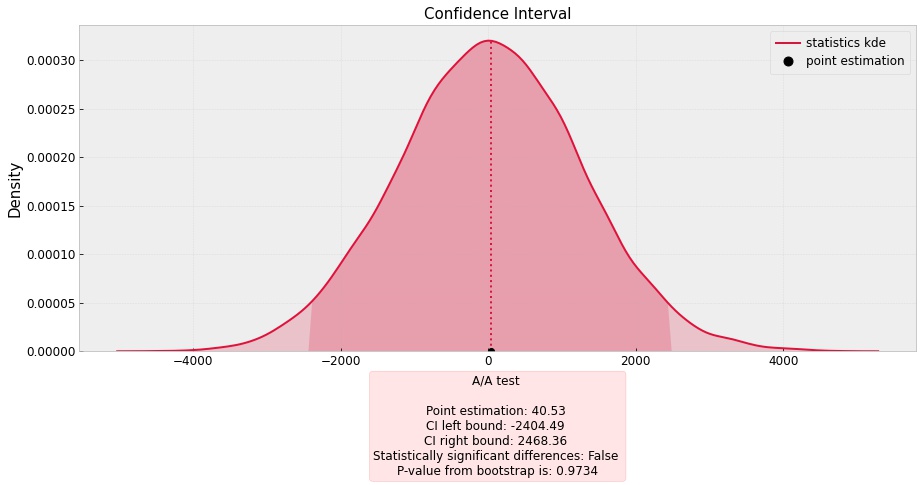 Confidence Interval
statistics kde
point estimation
Density
0.00030
0.00025
0.00020
0.00015
0.00010
0.00005
0.00000
−4000 −2000 0 2000 4000
A/A test
Point estimation: 40.53
CI left bound: -2404.49
CI right bound: 2468.36
Statistically significant differences: False
P-value from bootstrap is: 0.9734